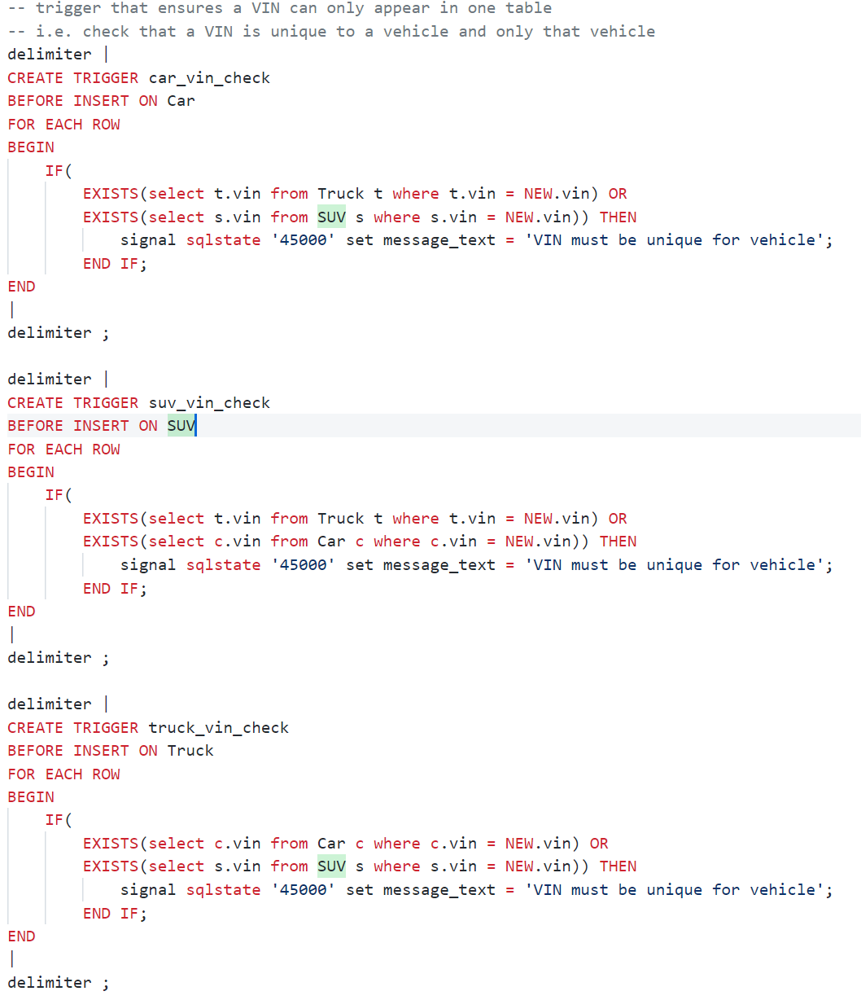 -- trigger that ensures a VIN can only appear in one table
-- i.e. check that a VIN is unique to a vehicle and only that vehicle
delimiter |
CREATE TRIGGER car_vin_check
BEFORE INSERT ON Car
FOR EACH ROW
BEGIN
    IF(
        EXISTS(select t.vin from Truck t where t.vin = NEW.vin) OR
        EXISTS(select s.vin from SUV s where s.vin = NEW.vin)) THEN
            signal sqlstate '45000' set message_text = 'VIN must be unique for vehicle';
        END IF;
END
|
delimiter ;

delimiter |
CREATE TRIGGER suv_vin_check
BEFORE INSERT ON SUV
FOR EACH ROW
BEGIN
    IF(
        EXISTS(select t.vin from Truck t where t.vin = NEW.vin) OR
        EXISTS(select c.vin from Car c where c.vin = NEW.vin)) THEN
            signal sqlstate '45000' set message_text = 'VIN must be unique for vehicle';
        END IF;
END
|
delimiter ;

delimiter |
CREATE TRIGGER truck_vin_check
BEFORE INSERT ON Truck
FOR EACH ROW
BEGIN
    IF(
        EXISTS(select c.vin from Car c where c.vin = NEW.vin) OR
        EXISTS(select s.vin from SUV s where s.vin = NEW.vin)) THEN
            signal sqlstate '45000' set message_text = 'VIN must be unique for vehicle';
        END IF;
END
|
delimiter ;